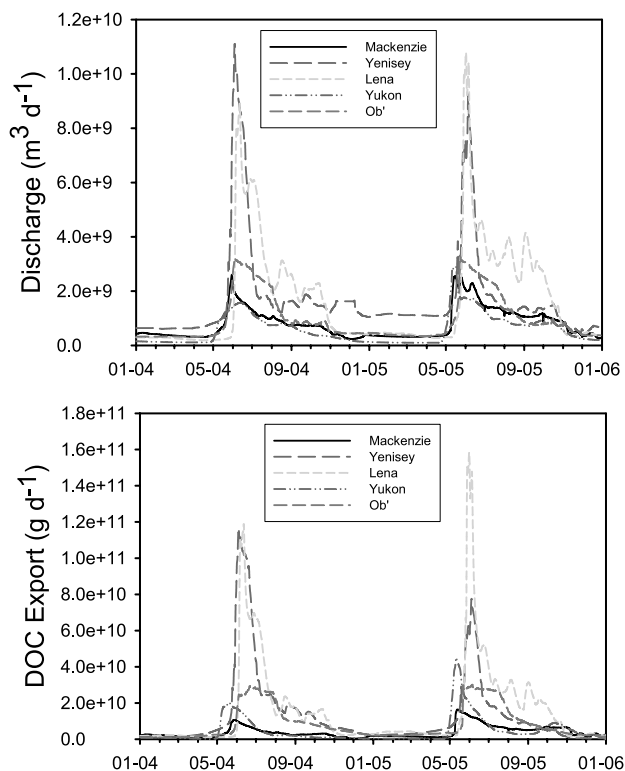 1.2e+10
1.0e+10
8.0e+9
6.0e+9
4.0e+9
2.0e+9
0.0
Discharge (m³ d⁻¹)
Mackenzie
Yenisey
Lena
Yukon
Ob'
01-04 05-04 09-04 01-05 05-05 09-05 01-06
1.8e+11
1.6e+11
1.4e+11
1.2e+11
1.0e+11
8.0e+10
6.0e+10
4.0e+10
2.0e+10
0.0
DOC Export (g d⁻¹)
Mackenzie
Yenisey
Lena
Yukon
Ob'
01-04 05-04 09-04 01-05 05-05 09-05 01-06